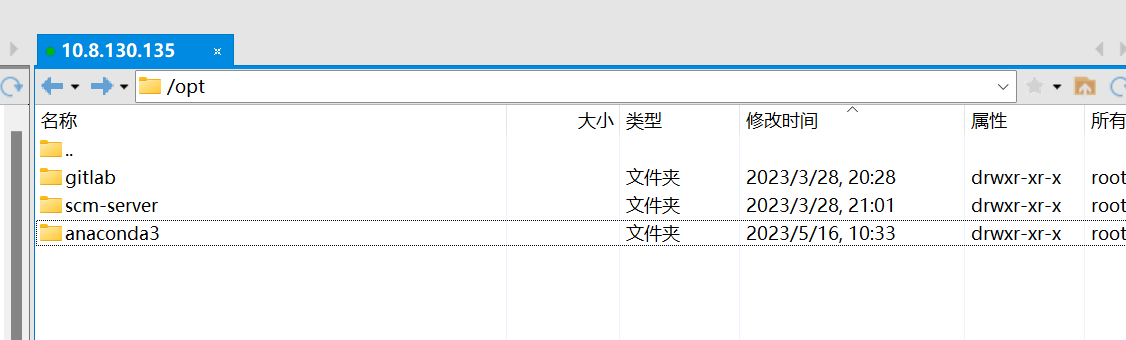 10.8.130.135
/opt
名称 大小 类型 修改时间 属性 所有
..
gitlab 文件夹 2023/3/28, 20:28 drwxr-xr-x root
scm-server 文件夹 2023/3/28, 21:01 drwxr-xr-x root
anaconda3 文件夹 2023/5/16, 10:33 drwxr-xr-x root